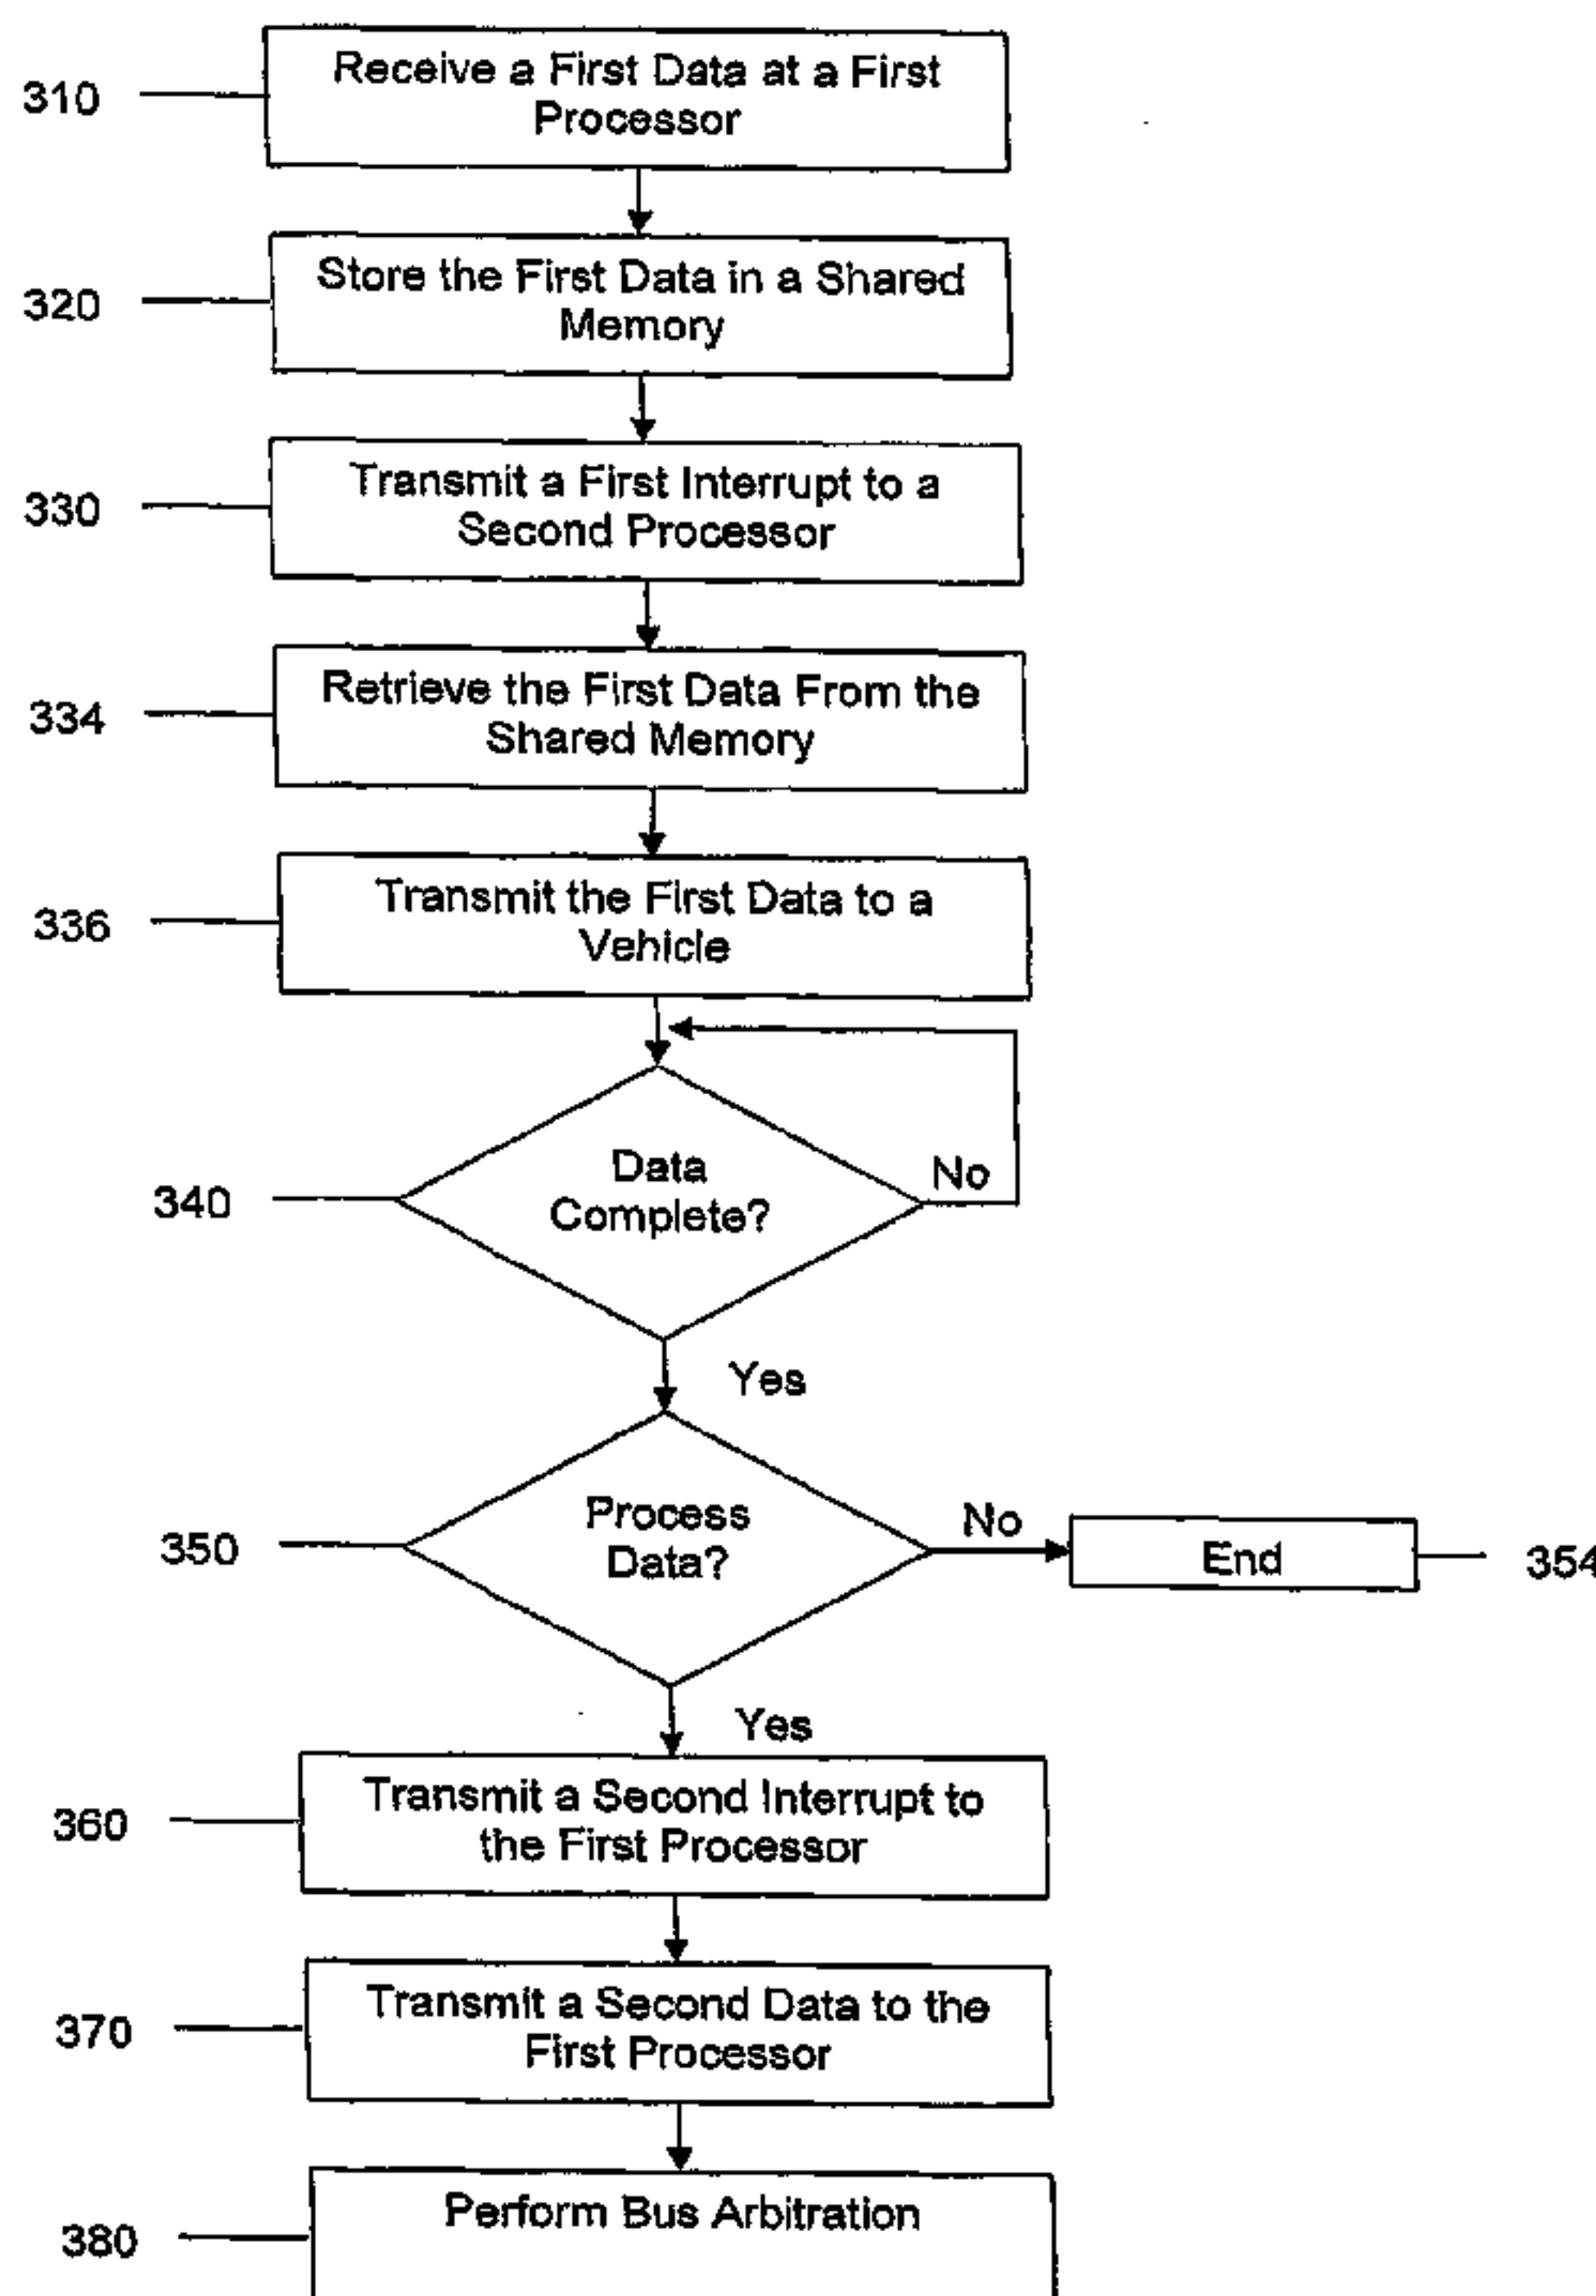 310
Receive a First Data at a First
Processor
320
Store the First Data in a Shared
Memory
330
Transmit a First Interrupt to a
Second Processor
334
Retrieve the First Data From the
Shared Memory
336
Transmit the First Data to a
Vehicle
340
Data
Complete?
No
Yes
350
Process
Data?
No
End
354
Yes
360
Transmit a Second Interrupt to
the First Processor
370
Transmit a Second Data to the
First Processor
380
Perform Bus Arbitration